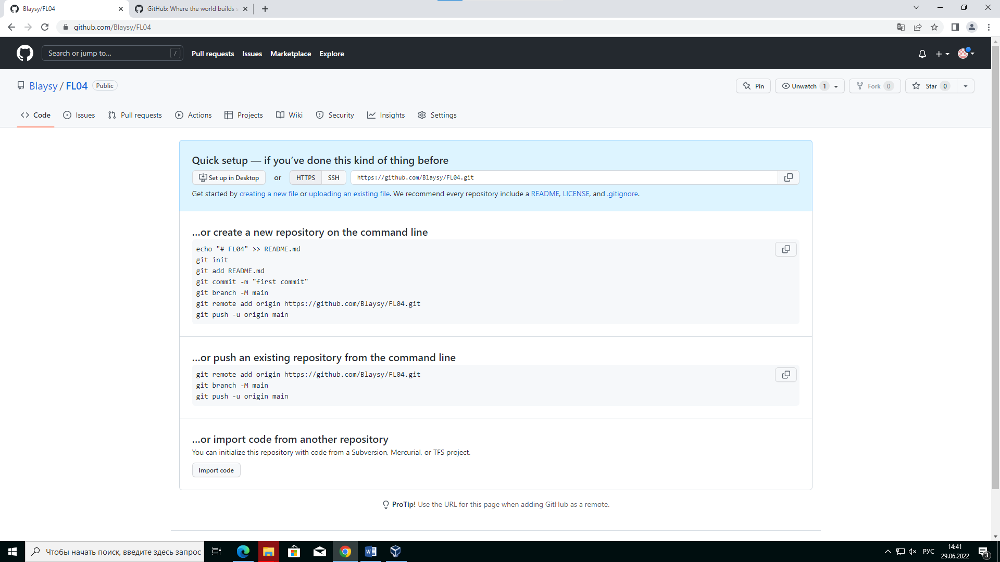 Blaysy/FL04
GitHub: Where the world builds s
github.com/Blaysy/FL04
Search or jump to...
/
Pull requests
Issues
Marketplace
Explore
Blaysy / FL04 Public
Pin
Unwatch 1
Fork 0
Star 0
Code
Issues
Pull requests
Actions
Projects
Wiki
Security
Insights
Settings
Quick setup — if you’ve done this kind of thing before
Set up in Desktop
or
HTTPS
SSH
https://github.com/Blaysy/FL04.git
Get started by creating a new file or uploading an existing file. We recommend every repository include a README, LICENSE, and .gitignore.
…or create a new repository on the command line
echo "# FL04" >> README.md
git init
git add README.md
git commit -m "first commit"
git branch -M main
git remote add origin https://github.com/Blaysy/FL04.git
git push -u origin main
…or push an existing repository from the command line
git remote add origin https://github.com/Blaysy/FL04.git
git branch -M main
git push -u origin main
…or import code from another repository
You can initialize this repository with code from a Subversion, Mercurial, or TFS project.
Import code
ProTip! Use the URL for this page when adding GitHub as a remote.
Чтобы начать поиск, введите здесь запрос
РУС
14:41
29.06.2022
3